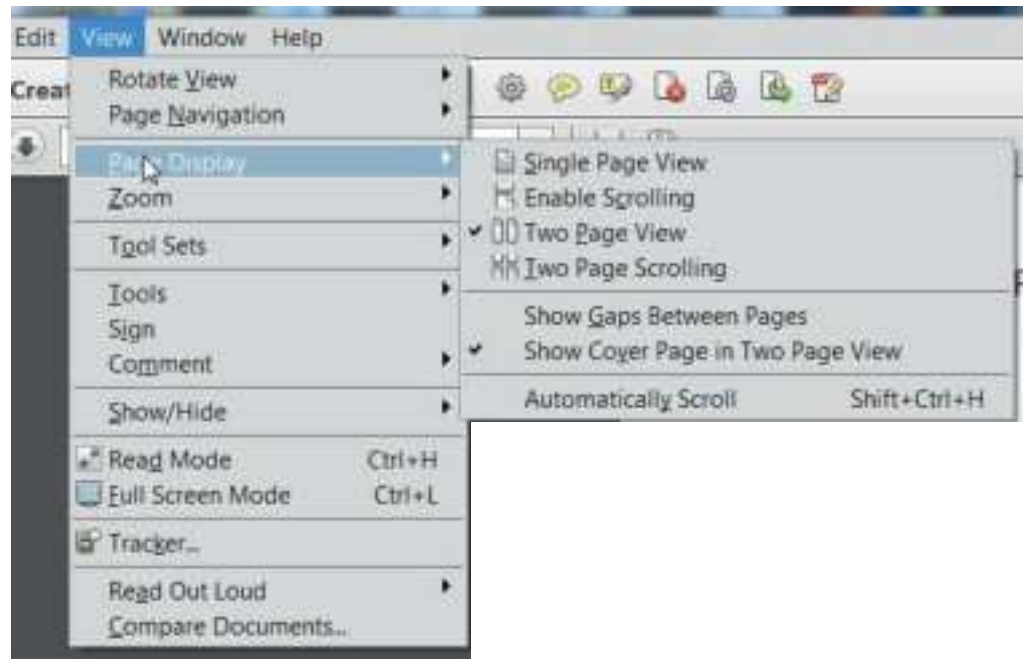 Edit View Window Help
Creat
Rotate View
Page Navigation
Page Display
Zoom
Tool Sets
Tools
Sign
Comment
Show/Hide
Read Mode Ctrl+H
Full Screen Mode Ctrl+L
Tracker...
Read Out Loud
Compare Documents...
Single Page View
Enable Scrolling
Two Page View
Two Page Scrolling
Show Gaps Between Pages
Show Cover Page in Two Page View
Automatically Scroll Shift+Ctrl+H